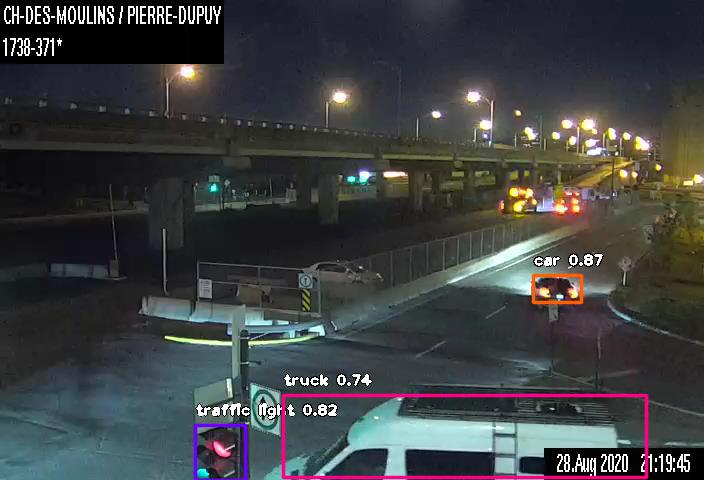 CH-DES-MOULINS / PIERRE-DUPUY
1738-371*
car 0.87
truck 0.74
traffic light 0.82
28.Aug 2020 21:19:45